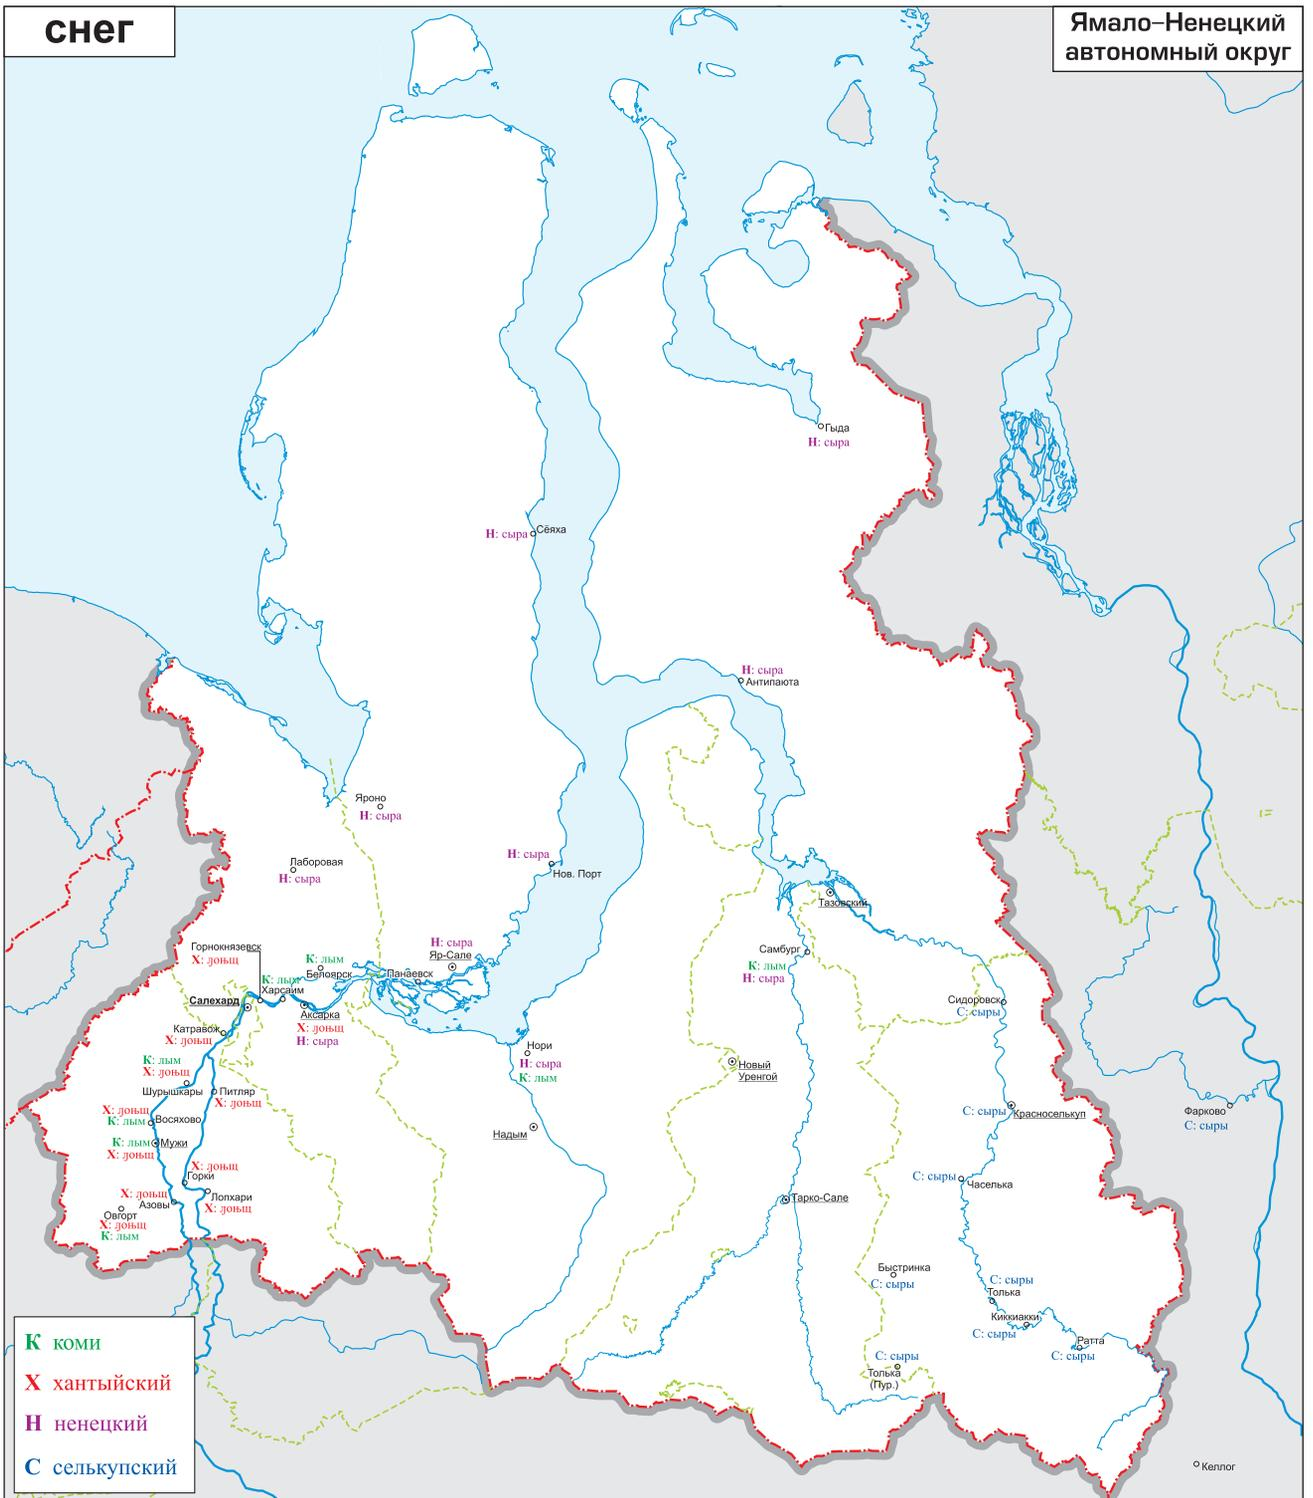 снег
Ямало–Ненецкий
автономный округ
Гыда
Н: сыра
Н: сыра
Сёяха
Н: сыра
Антипаюта
Яроно
Н: сыра
Лаборовая
Н: сыра
Н: сыра
Нов. Порт
Тазовский
Н: сыра
Яр-Сале
Горнокнязевск
Х: лоньщ
К: лым
Белоярск
Панаевск
К: лым
Харсаим
Салехард
Аксарка
Х: лоньщ
Н: сыра
Самбург
К: лым
Н: сыра
Сидоровск
С: сыры
Катравож
Х: лоньщ
Нори
Н: сыра
К: лым
Новый
Уренгой
К: лым
Х: лоньщ
Шурышкары
Питляр
Х: лоньщ
Х: лоньщ
К: лым
Восяхово
С: сыры
Красноселькуп
Фарково
С: сыры
К: лым
Мужи
Х: лоньщ
Надым
Х: лоньщ
Горки
С: сыры
Часелька
Х: лоньщ
Азовы
Лопхари
Х: лоньщ
Тарко-Сале
Овгорт
Х: лоньщ
К: лым
Быстринка
С: сыры
С: сыры
Толька
Киккиакки
С: сыры
Ратта
С: сыры
С: сыры
Толька
(Пур.)
К коми
Х хантыйский
Н ненецкий
С селькупский
Келлог